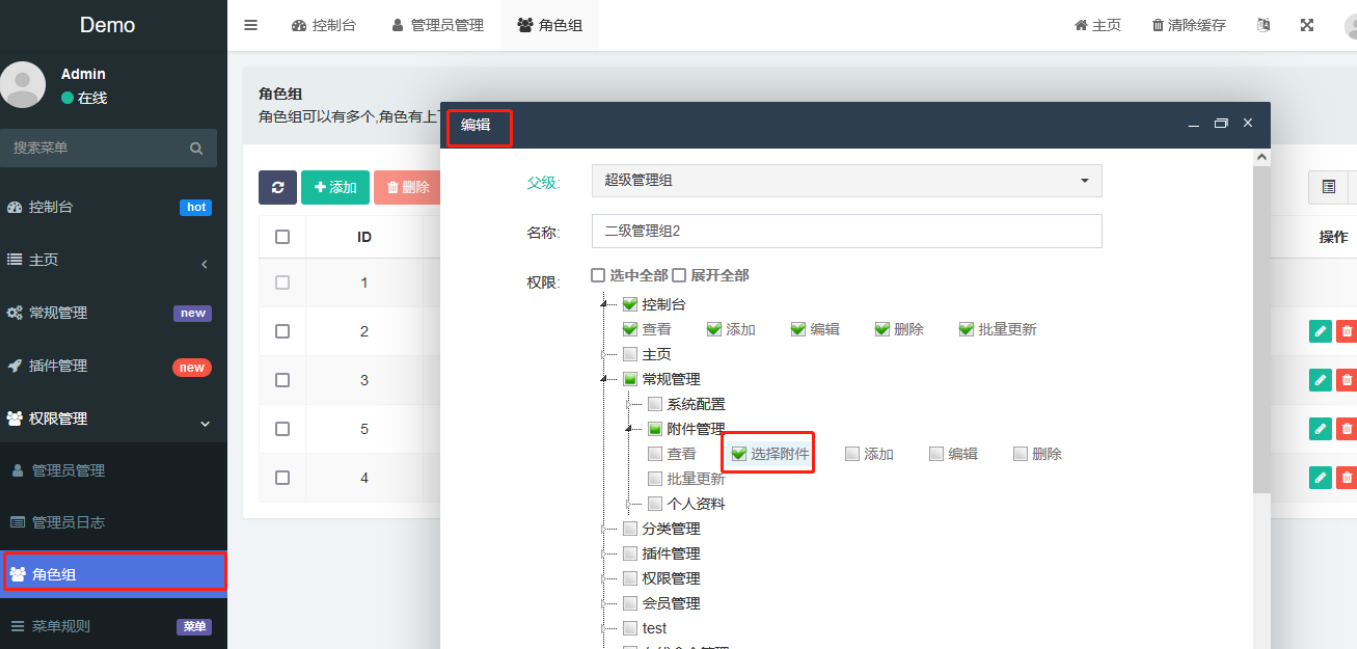 Demo
控制台 管理员管理 角色组 主页 清除缓存
Admin
在线
搜索菜单
控制台 hot
主页
常规管理 new
插件管理 new
权限管理
管理员管理
管理员日志
角色组
菜单规则 菜单
角色组
角色组可以有多个,角色有上
添加 删除
ID 操作
1
2
3
5
4
编辑
父级: 超级管理组
名称: 二级管理组2
权限: 选中全部 展开全部
控制台
查看 添加 编辑 删除 批量更新
主页
常规管理
系统配置
附件管理
查看 选择附件 添加 编辑 删除
批量更新
个人资料
分类管理
插件管理
权限管理
会员管理
test